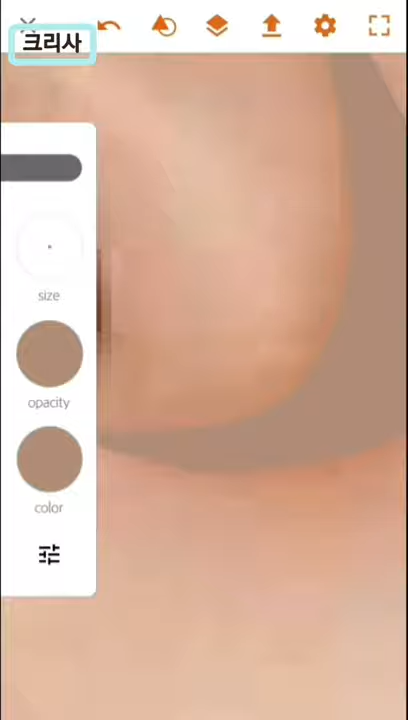 크리사
size
opacity
color